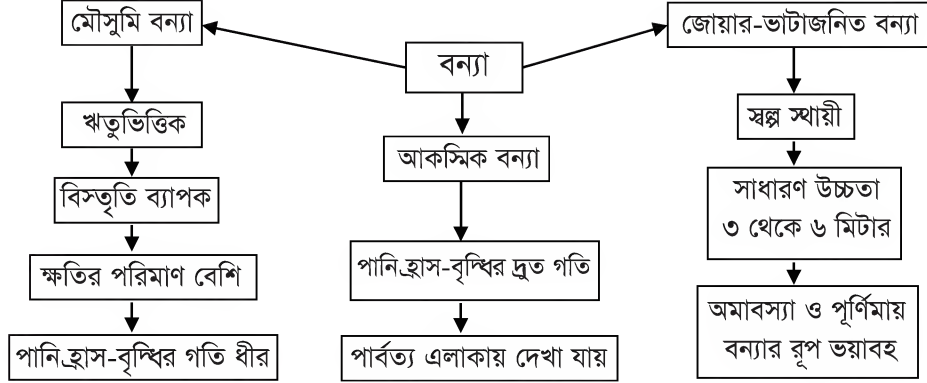 মৌসুমি বন্যা
জোয়ার-ভাটাজনিত বন্যা
বন্যা
ঋতুভিত্তিক
বিস্তৃতি ব্যাপক
ক্ষতির পরিমাণ বেশি
পানি হ্রাস-বৃদ্ধির গতি ধীর
আকস্মিক বন্যা
পানি হ্রাস-বৃদ্ধির দ্রুত গতি
পার্বত্য এলাকায় দেখা যায়
স্বল্প স্থায়ী
সাধারণ উচ্চতা
৩ থেকে ৬ মিটার
অমাবস্যা ও পূর্ণিমায়
বন্যার রূপ ভয়াবহ